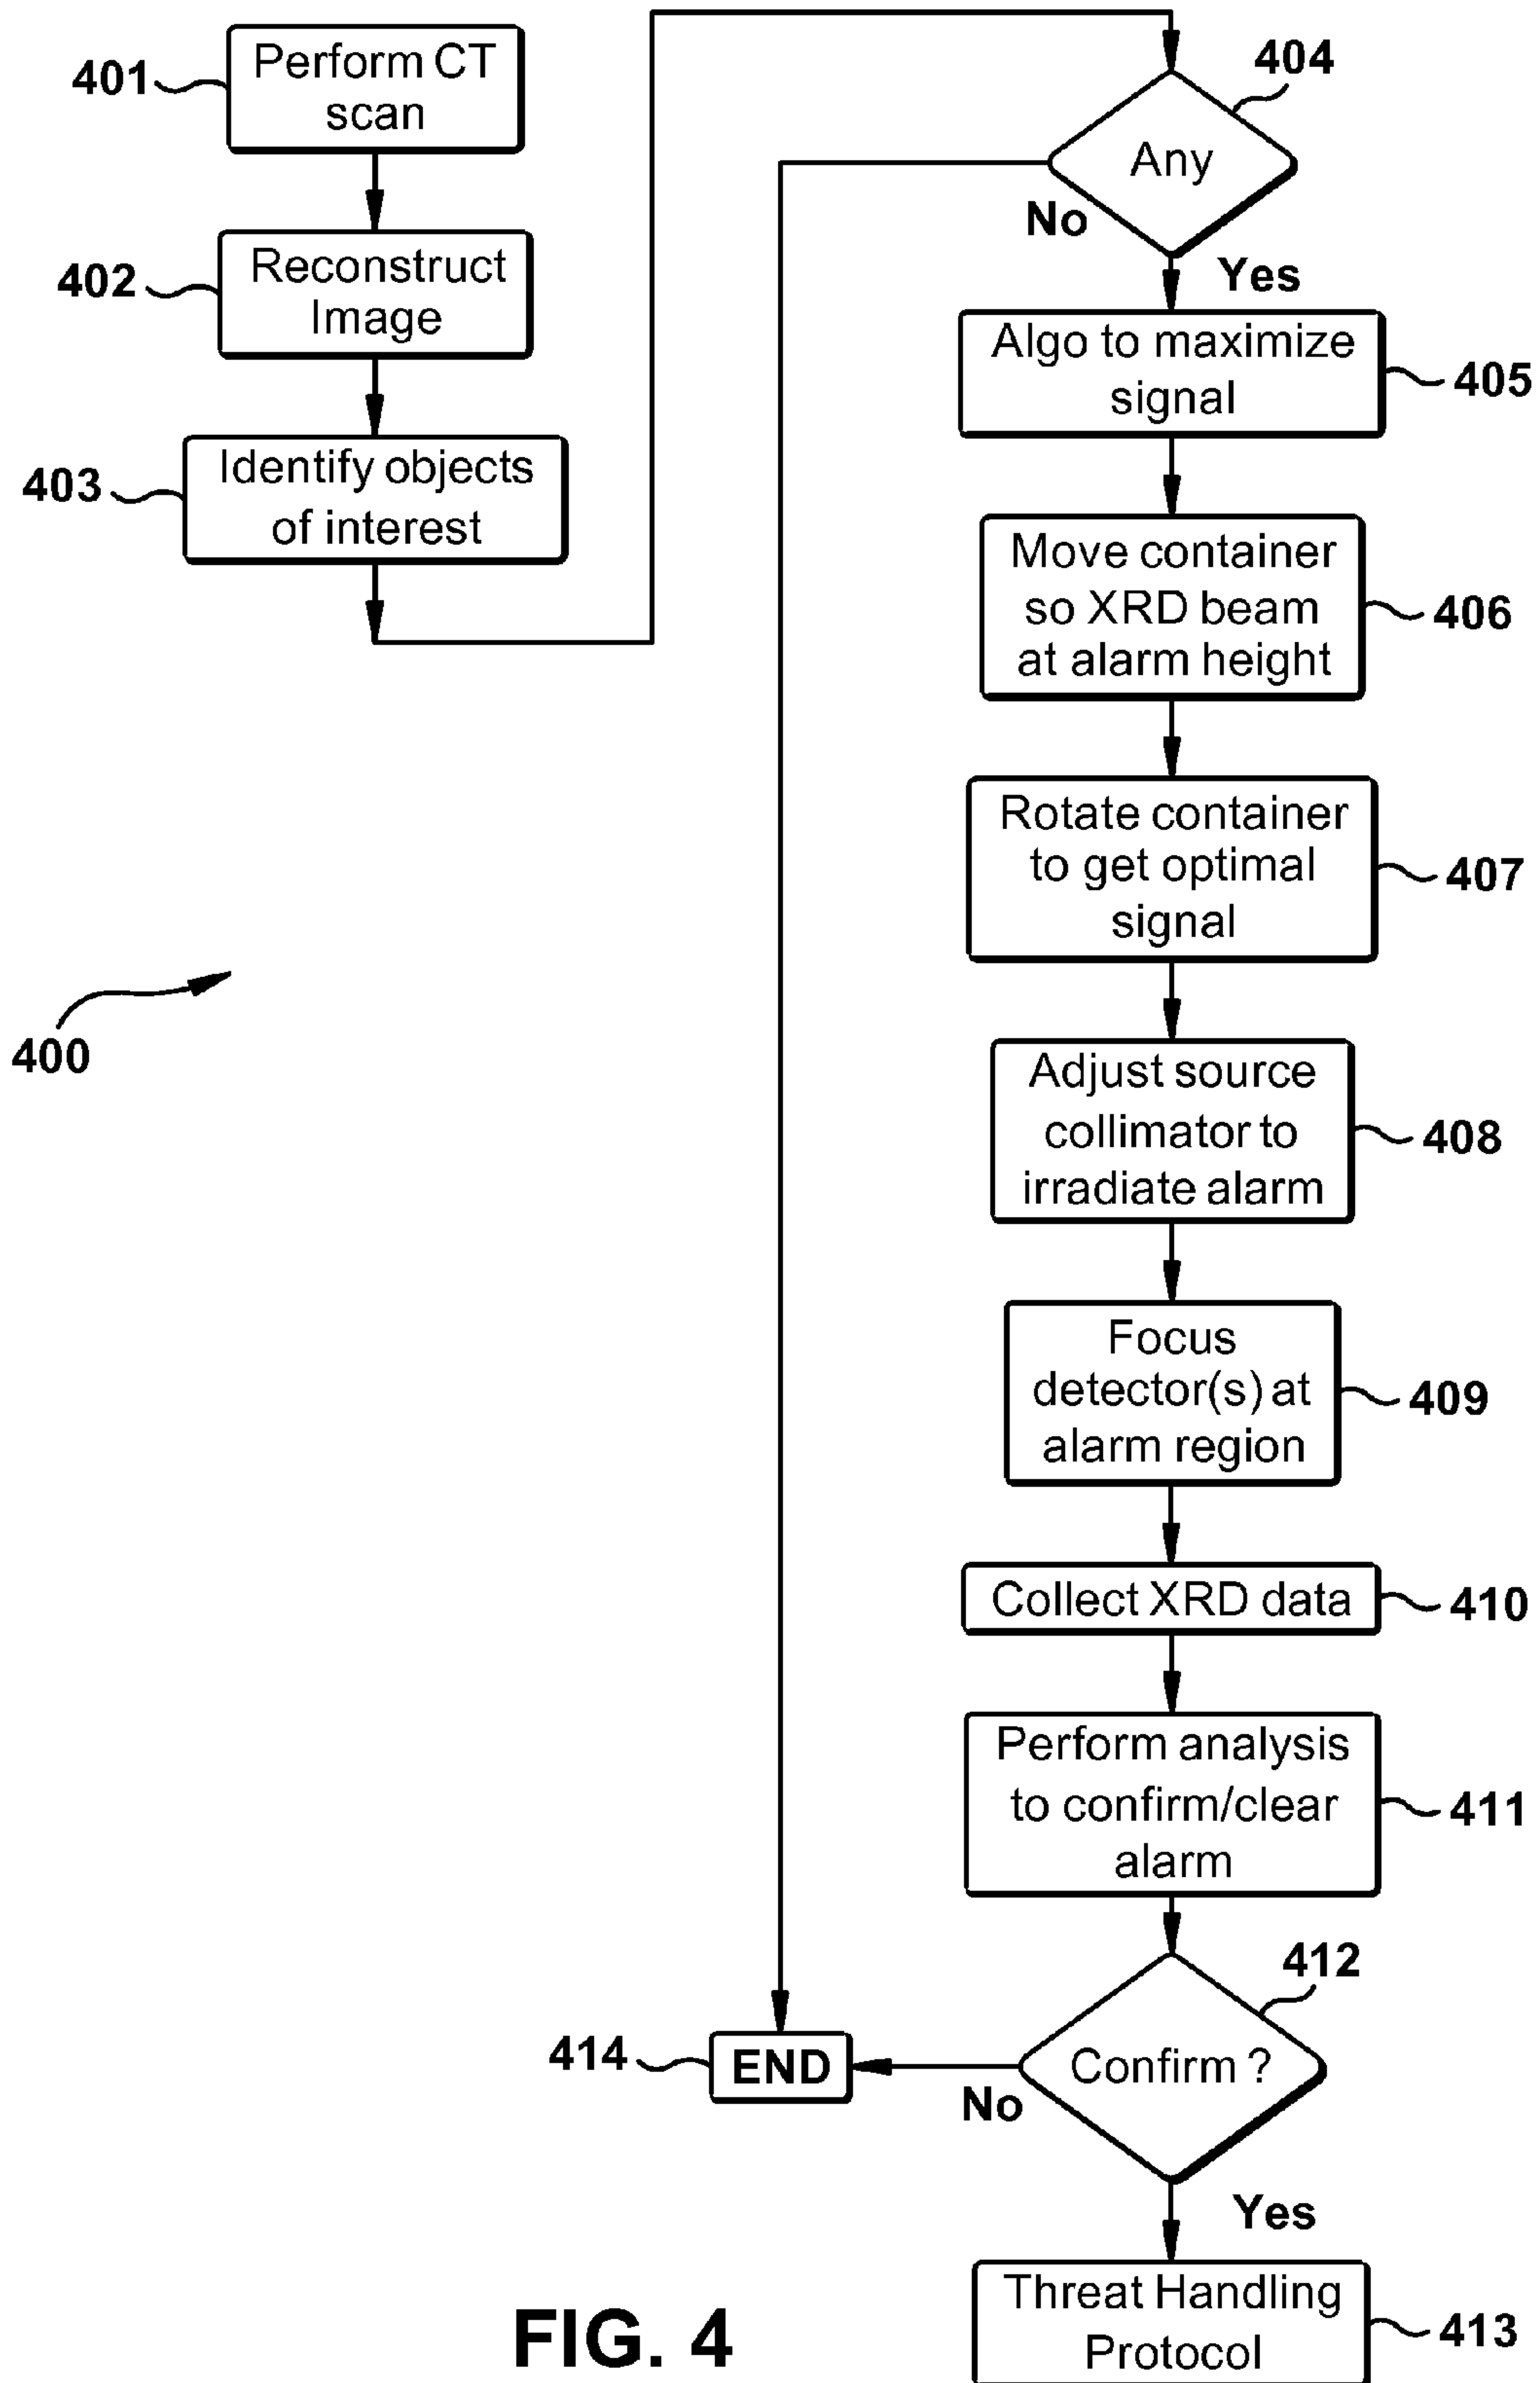 401
Perform CT
scan
402
Reconstruct
Image
403
Identify objects
of interest
400
404
Any
No
Yes
Algo to maximize
signal
405
Move container
so XRD beam
at alarm height
406
Rotate container
to get optimal
signal
407
Adjust source
collimator to
irradiate alarm
408
Focus
detector(s) at
alarm region
409
Collect XRD data
410
Perform analysis
to confirm/clear
alarm
411
412
Confirm ?
No
414
END
Yes
Threat Handling
Protocol
413
FIG. 4